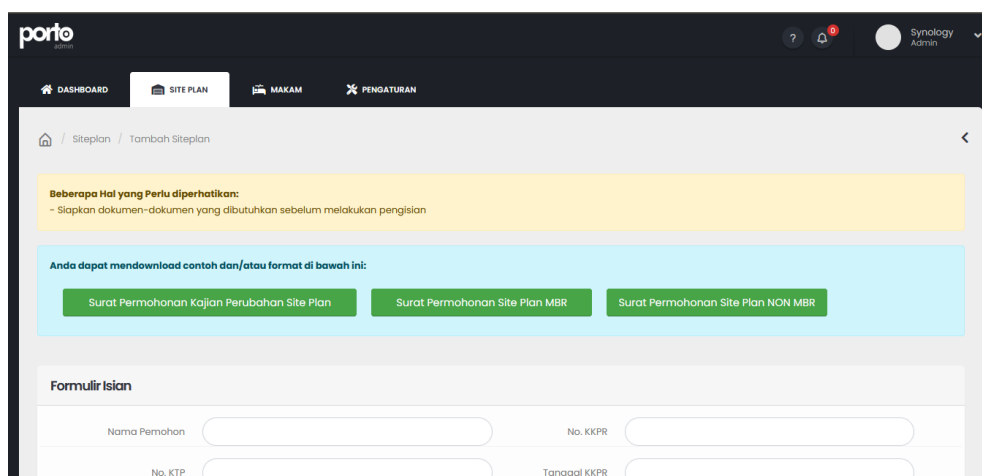 porto
admin
?
0
Synology
Admin
DASHBOARD
SITE PLAN
MAKAM
PENGATURAN
/ Siteplan / Tambah Siteplan
Beberapa Hal yang Perlu diperhatikan:
- Siapkan dokumen-dokumen yang dibutuhkan sebelum melakukan pengisian
Anda dapat mendownload contoh dan/atau format di bawah ini:
Surat Permohonan Kajian Perubahan Site Plan
Surat Permohonan Site Plan MBR
Surat Permohonan Site Plan NON MBR
Formulir Isian
Nama Pemohon
No. KKPR
No. KTP
Tanggal KKPR